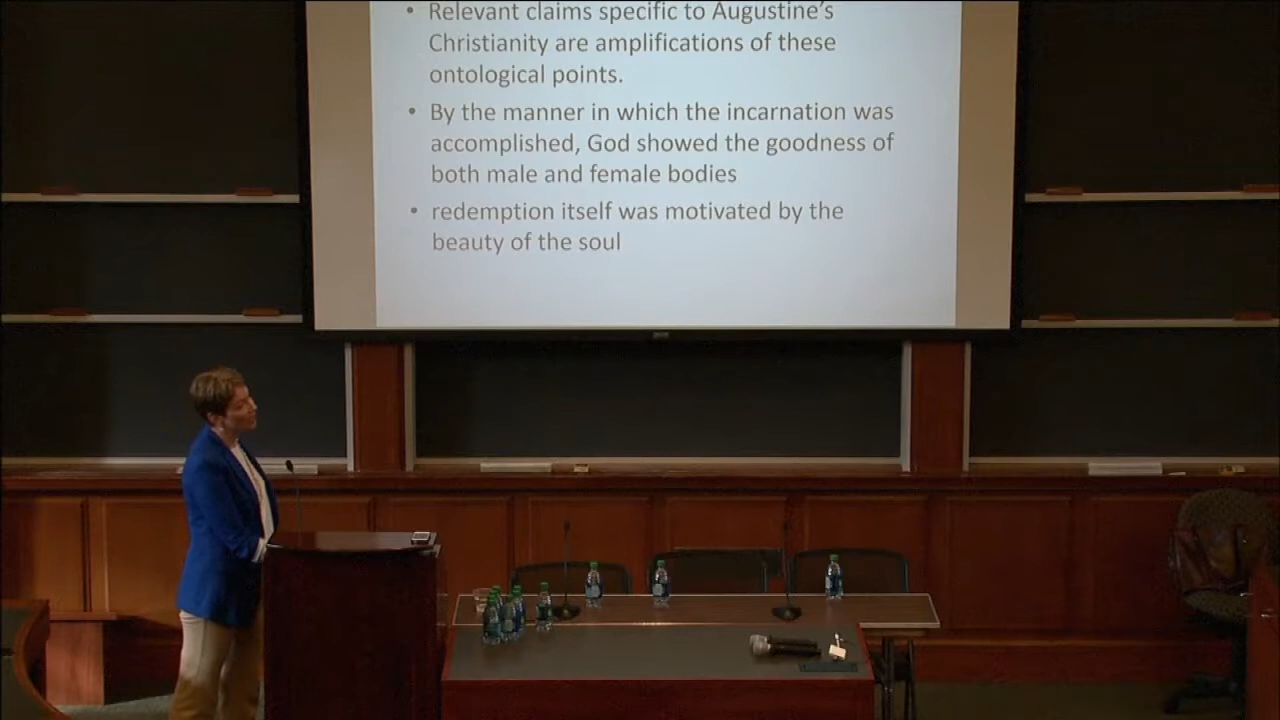 • Relevant claims specific to Augustine's
Christianity are amplifications of these
ontological points.
• By the manner in which the incarnation was
accomplished, God showed the goodness of
both male and female bodies
• redemption itself was motivated by the
beauty of the soul